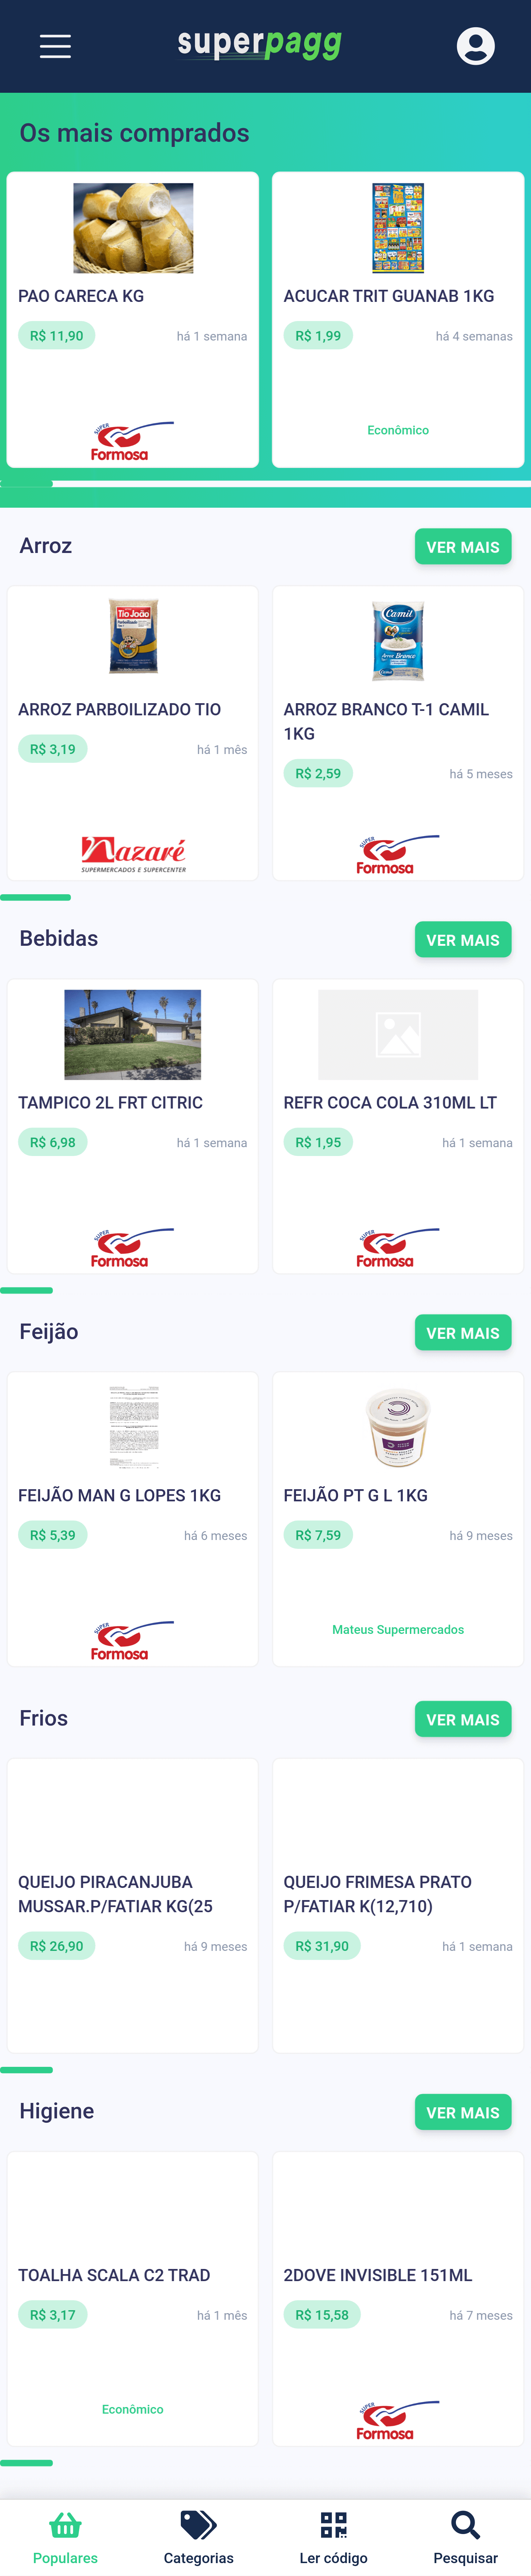 superpagg
Os mais comprados
PAO CARECA KG
R$ 11,90
há 1 semana
SUPER
Formosa
ACUCAR TRIT GUANAB 1KG
R$ 1,99
há 4 semanas
Econômico
Arroz
VER MAIS
Tio João
ARROZ PARBOILIZADO TIO
R$ 3,19
há 1 mês
Nazaré
SUPERMERCADOS E SUPERCENTER
Camil
Arroz Branco
ARROZ BRANCO T-1 CAMIL
1KG
R$ 2,59
há 5 meses
SUPER
Formosa
Bebidas
VER MAIS
TAMPICO 2L FRT CITRIC
R$ 6,98
há 1 semana
SUPER
Formosa
REFR COCA COLA 310ML LT
R$ 1,95
há 1 semana
SUPER
Formosa
Feijão
VER MAIS
FEIJÃO MAN G LOPES 1KG
R$ 5,39
há 6 meses
SUPER
Formosa
FEIJÃO PT G L 1KG
R$ 7,59
há 9 meses
Mateus Supermercados
Frios
VER MAIS
QUEIJO PIRACANJUBA
MUSSAR.P/FATIAR KG(25
R$ 26,90
há 9 meses
QUEIJO FRIMESA PRATO
P/FATIAR K(12,710)
R$ 31,90
há 1 semana
Higiene
VER MAIS
TOALHA SCALA C2 TRAD
R$ 3,17
há 1 mês
Econômico
2DOVE INVISIBLE 151ML
R$ 15,58
há 7 meses
SUPER
Formosa
Populares
Categorias
Ler código
Pesquisar